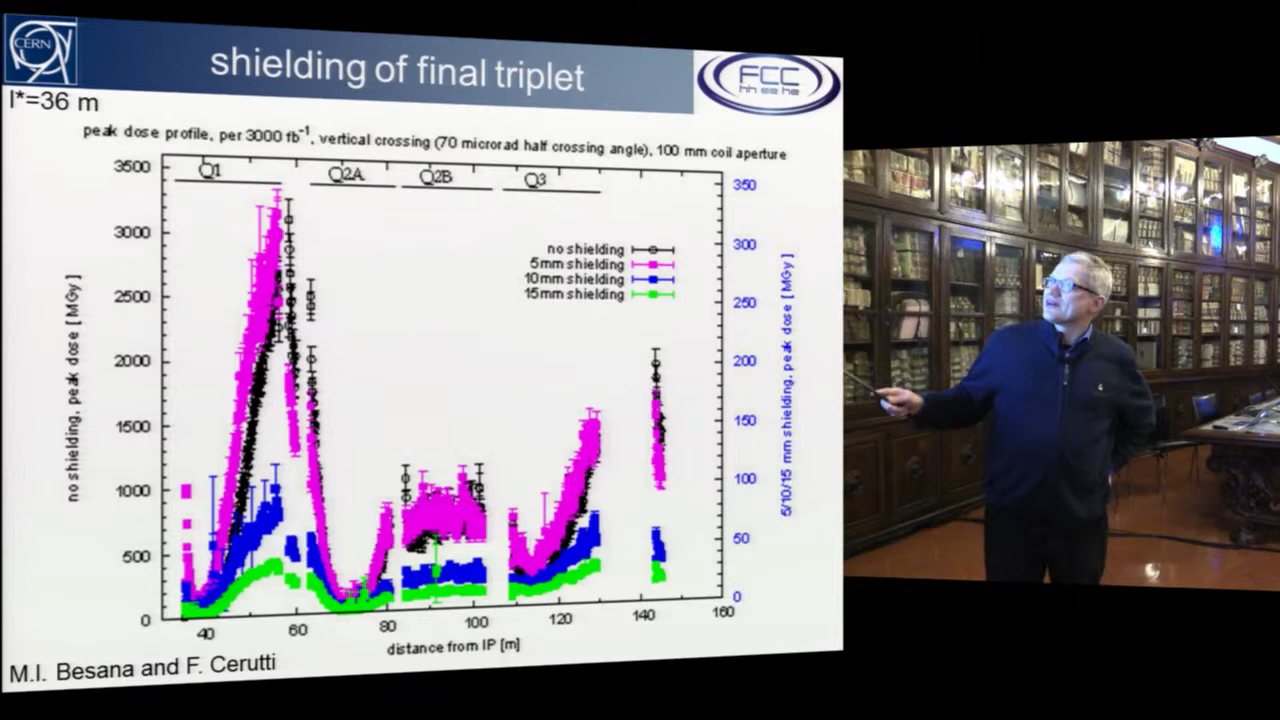 CERN
shielding of final triplet
FCC
hh ee he
l*=36 m
peak dose profile, per 3000 fb-1, vertical crossing (70 microrad half crossing angle), 100 mm coil aperture
Q1 Q2A Q2B Q3
no shielding
5mm shielding
10mm shielding
15mm shielding
no shielding, peak dose [MGy]
3500
3000
2500
2000
1500
1000
500
0
350
300
250
200
150
100
50
0
5/10/15 mm shielding, peak dose [MGy]
40 60 80 100 120 140 160
distance from IP [m]
M.I. Besana and F. Cerutti